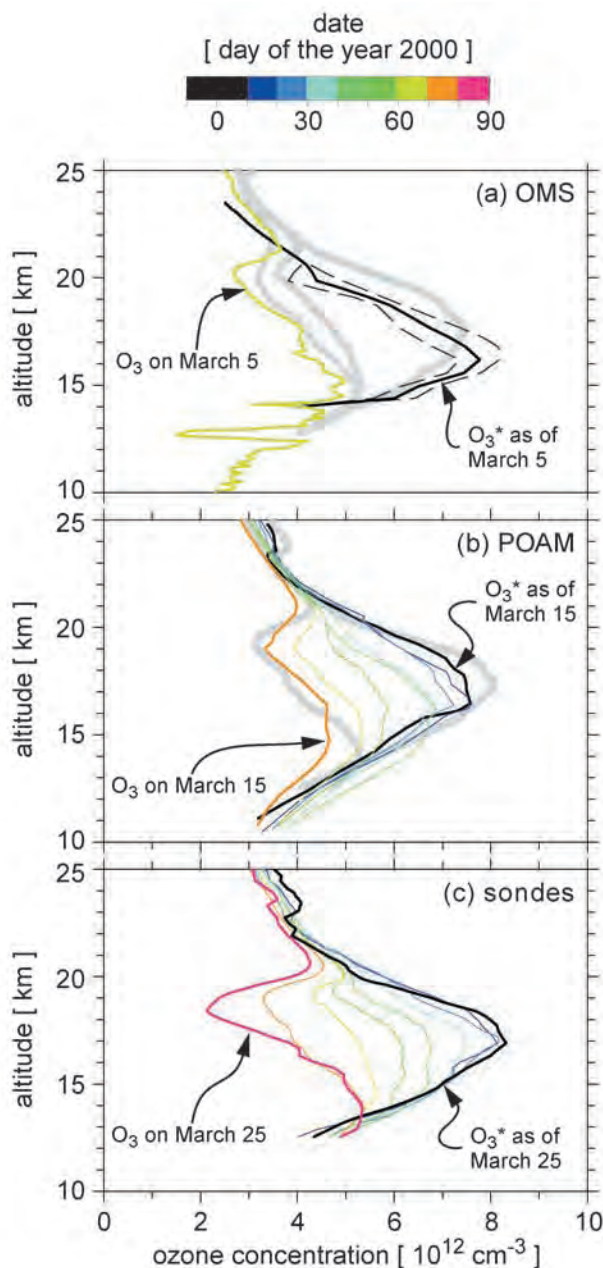 date
[ day of the year 2000 ]
0 30 60 90
25
(a) OMS
20
O3 on March 5
15
O3* as of
March 5
10
altitude [ km ]
25
(b) POAM
O3* as of
March 15
20
15
O3 on March 15
10
altitude [ km ]
25
(c) sondes
20
15
O3 on March 25
O3* as of
March 25
10
altitude [ km ]
0 2 4 6 8 10
ozone concentration [ 10¹² cm⁻³ ]